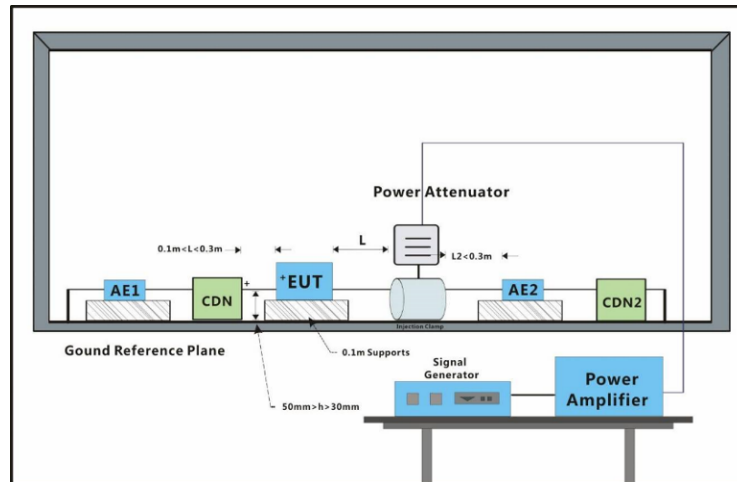 Power Attenuator
0.1m<L<0.3m
L
L2<0.3m
+EUT
+
AE1
CDN
AE2
CDN2
Injection Clamp
Gound Reference Plane
0.1m Supports
50mm>h>30mm
Signal
Generator
Power
Amplifier